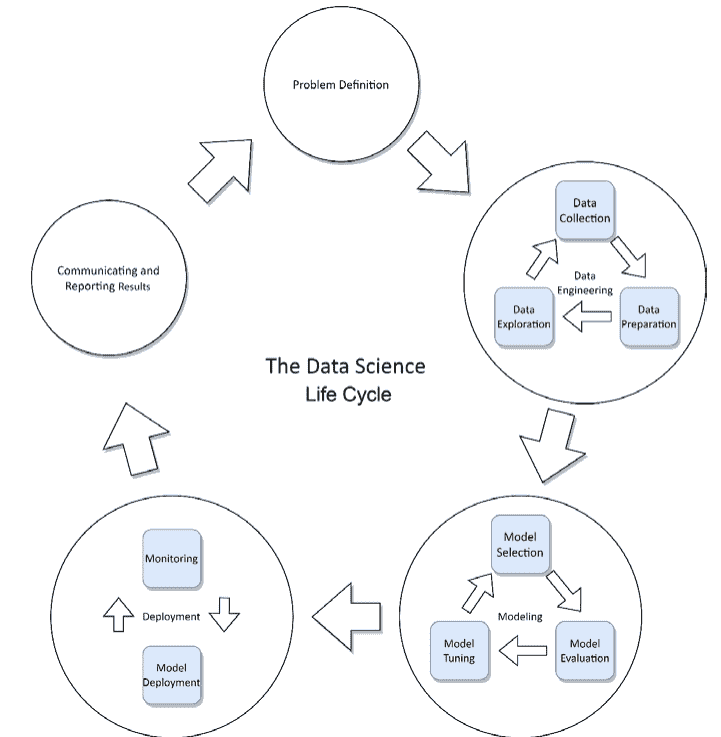 Problem Definition
Data
Collection
Data
Engineering
Data
Exploration
Data
Preparation
Communicating and
Reporting Results
The Data Science
Life Cycle
Model
Selection
Modeling
Model
Tuning
Model
Evaluation
Monitoring
Deployment
Model
Deployment